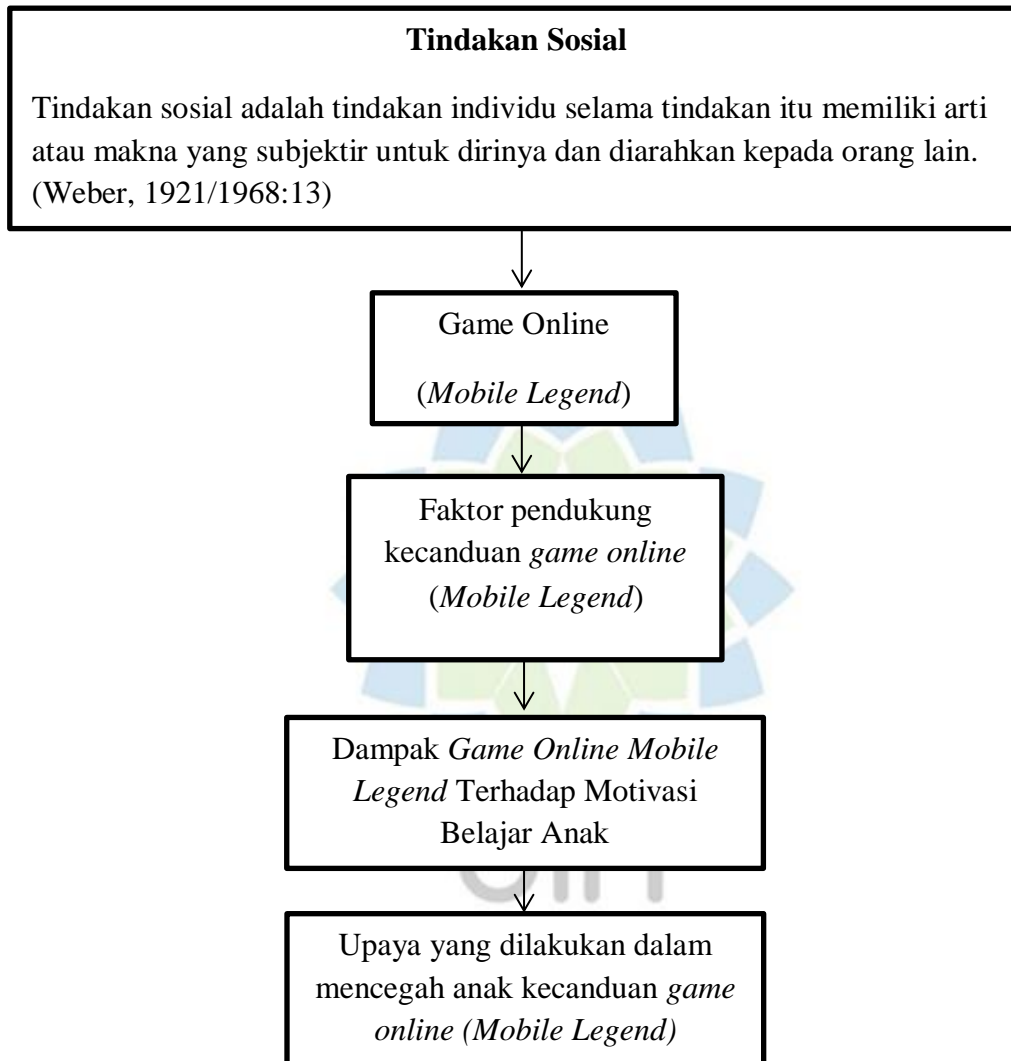 Tindakan Sosial
Tindakan sosial adalah tindakan individu selama tindakan itu memiliki arti
atau makna yang subjektir untuk dirinya dan diarahkan kepada orang lain.
(Weber, 1921/1968:13)
Game Online
(Mobile Legend)
Faktor pendukung
kecanduan game online
(Mobile Legend)
Dampak Game Online Mobile
Legend Terhadap Motivasi
Belajar Anak
Upaya yang dilakukan dalam
mencegah anak kecanduan game
online (Mobile Legend)